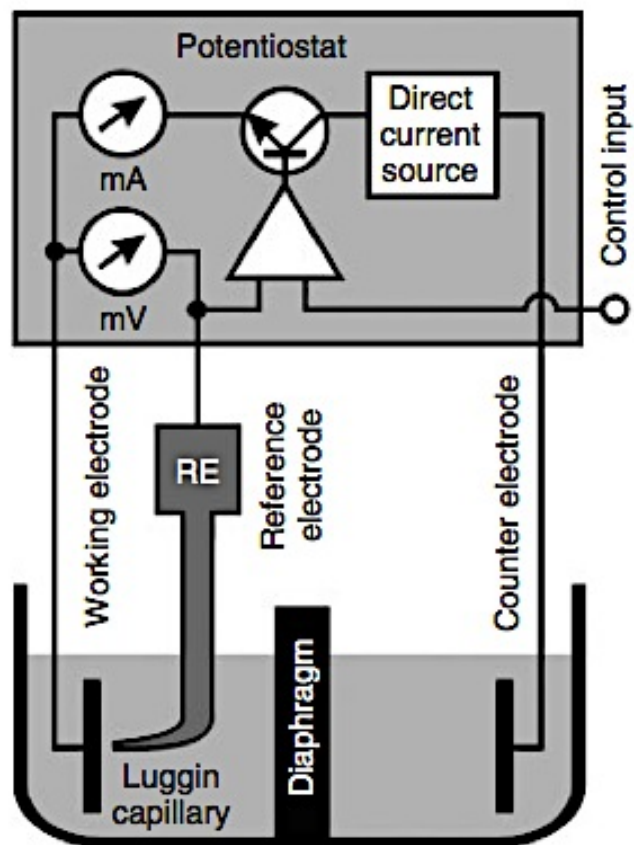 Potentiostat
Direct
current
source
mA
mV
Control input
Working electrode
RE
Reference
electrode
Counter electrode
Diaphragm
Luggin
capillary